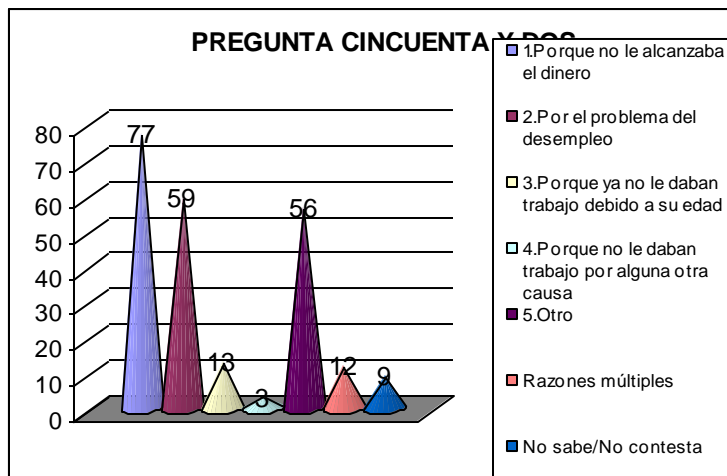 PREGUNTA CINCUENTA Y DOS
80
70
60
50
40
30
20
10
0
77
59
13
3
56
12
9
1.Porque no le alcanzaba
el dinero
2.Por el problema del
desempleo
3.Porque ya no le daban
trabajo debido a su edad
4.Porque no le daban
trabajo por alguna otra
causa
5.Otro
Razones múltiples
No sabe/No contesta